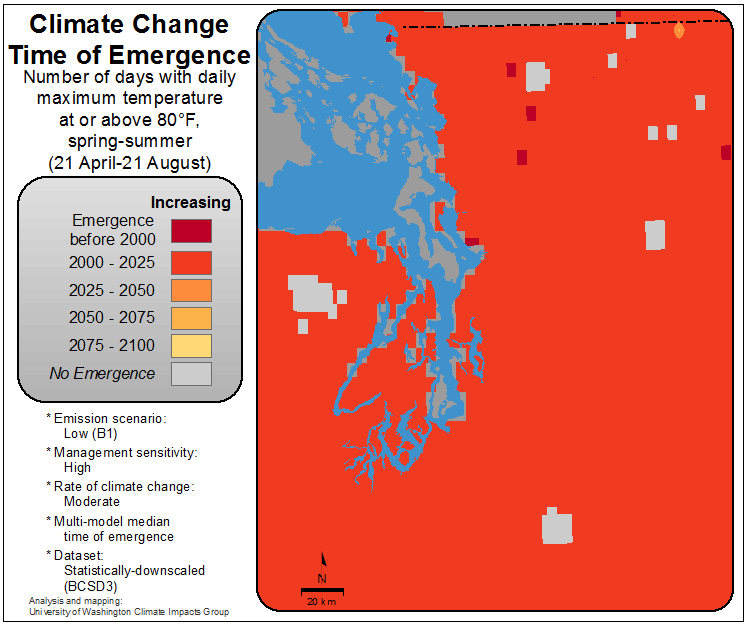 Climate Change
Time of Emergence
Number of days with daily
maximum temperature
at or above 80°F,
spring-summer
(21 April-21 August)
Increasing
Emergence
before 2000
2000 - 2025
2025 - 2050
2050 - 2075
2075 - 2100
No Emergence
* Emission scenario:
Low (B1)
* Management sensitivity:
High
* Rate of climate change:
Moderate
* Multi-model median
time of emergence
* Dataset:
Statistically-downscaled
(BCSD3)
Analysis and mapping:
University of Washington Climate Impacts Group
N
20 km